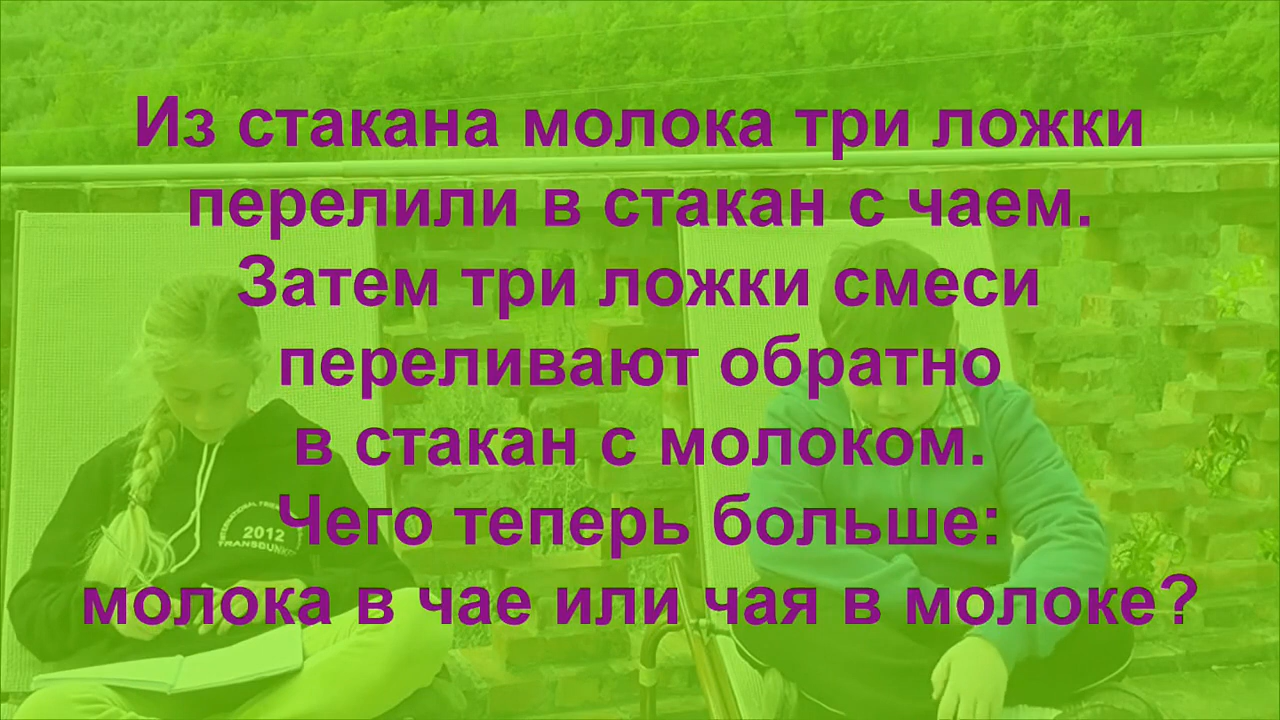 Из стакана молока три ложки
перелили в стакан с чаем.
Затем три ложки смеси
переливают обратно
в стакан с молоком.
Чего теперь больше:
молока в чае или чая в молоке?
2012